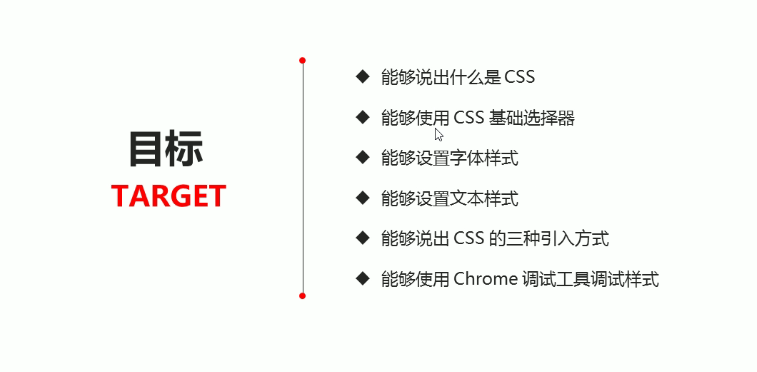 目标
TARGET
◆ 能够说出什么是 CSS
◆ 能够使用 CSS 基础选择器
◆ 能够设置字体样式
◆ 能够设置文本样式
◆ 能够说出 CSS 的三种引入方式
◆ 能够使用 Chrome 调试工具调试样式